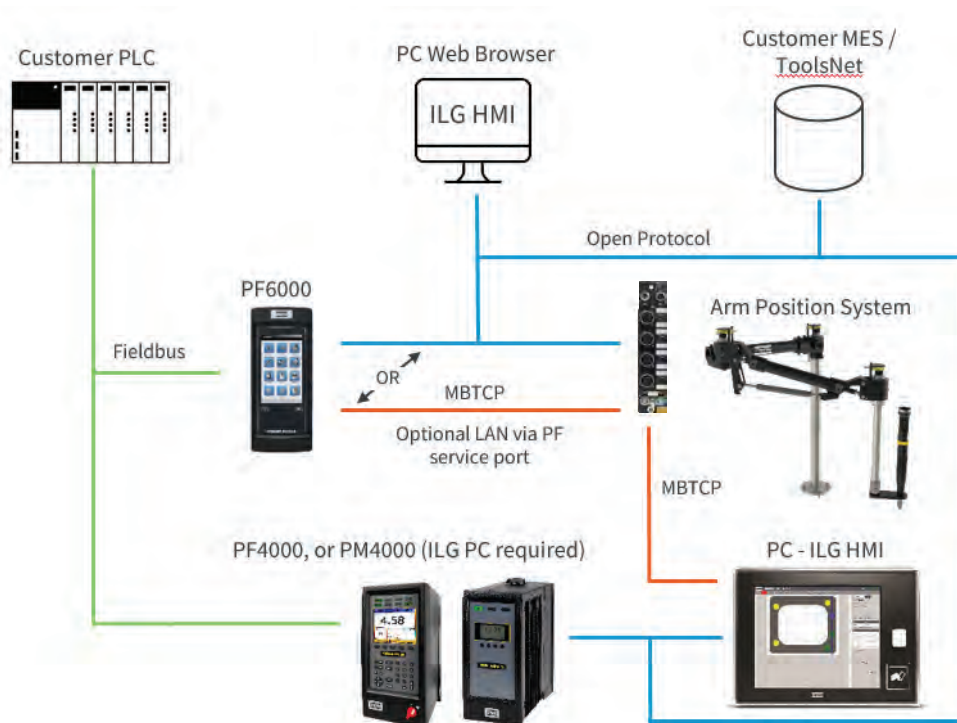 Customer PLC
PC Web Browser
Customer MES /
ToolsNet
ILG HMI
Open Protocol
PF6000
Arm Position System
Fieldbus
OR
MBTCP
Optional LAN via PF
service port
MBTCP
PF4000, or PM4000 (ILG PC required)
PC - ILG HMI
4.58